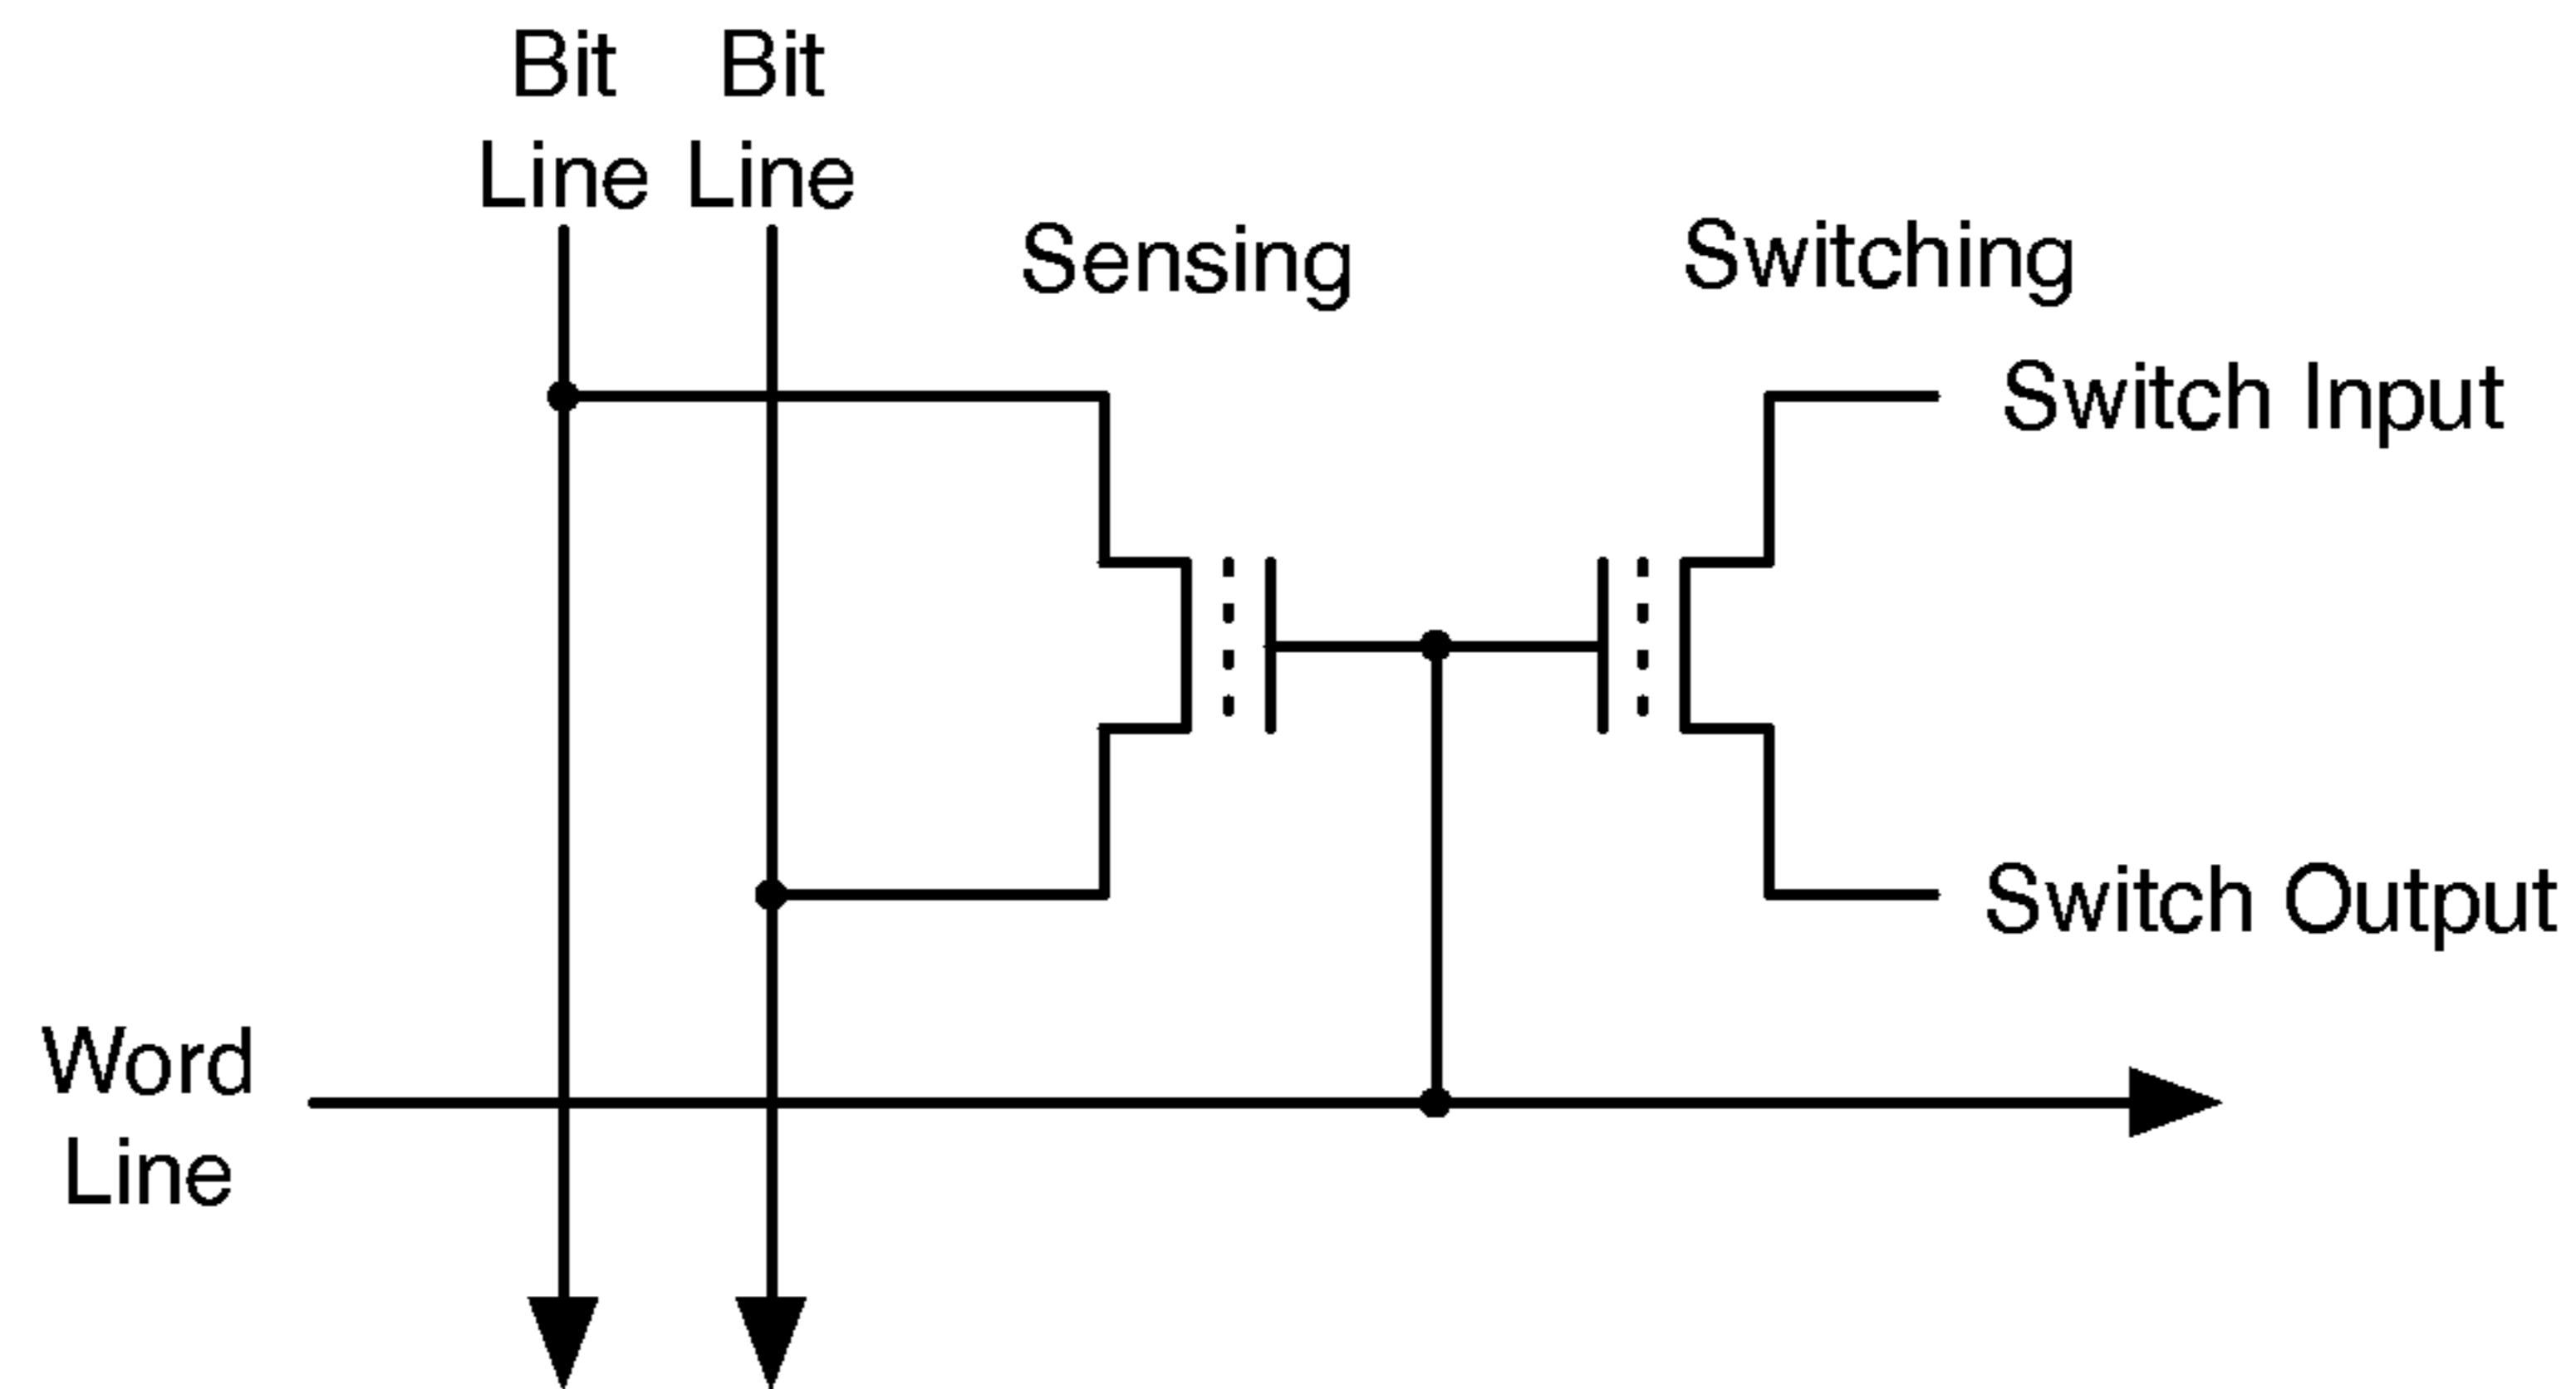 Bit Bit
Line Line
Sensing
Switching
Switch Input
Switch Output
Word
Line